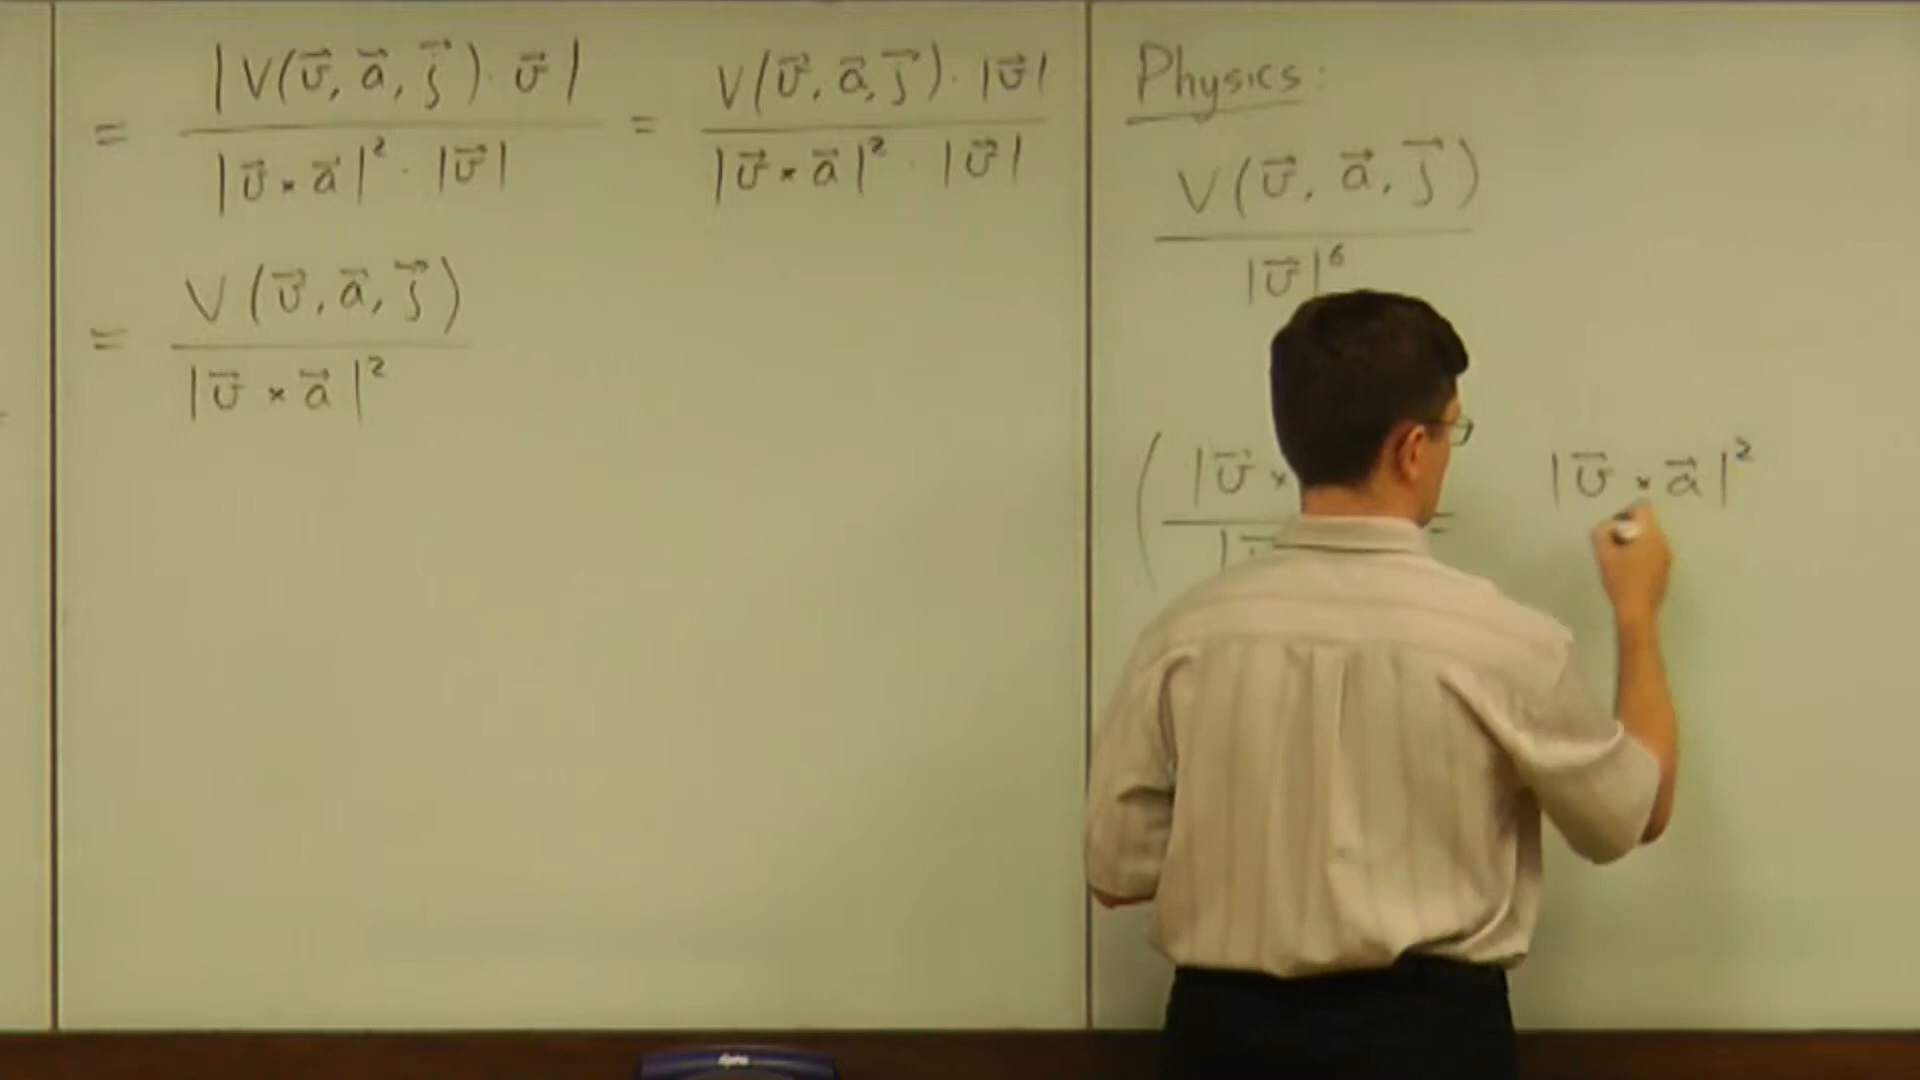 = |V(v⃗, a⃗, j⃗)·v⃗| / |v⃗ × a⃗|² · |v⃗| = V(v⃗, a⃗, j⃗)·|v⃗| / |v⃗ × a⃗|² · |v⃗|
= V(v⃗, a⃗, j⃗) / |v⃗ × a⃗|²
Physics:
V(v⃗, a⃗, j⃗) / |v⃗|⁶
( |v⃗ ×
= |v⃗ × a⃗|²